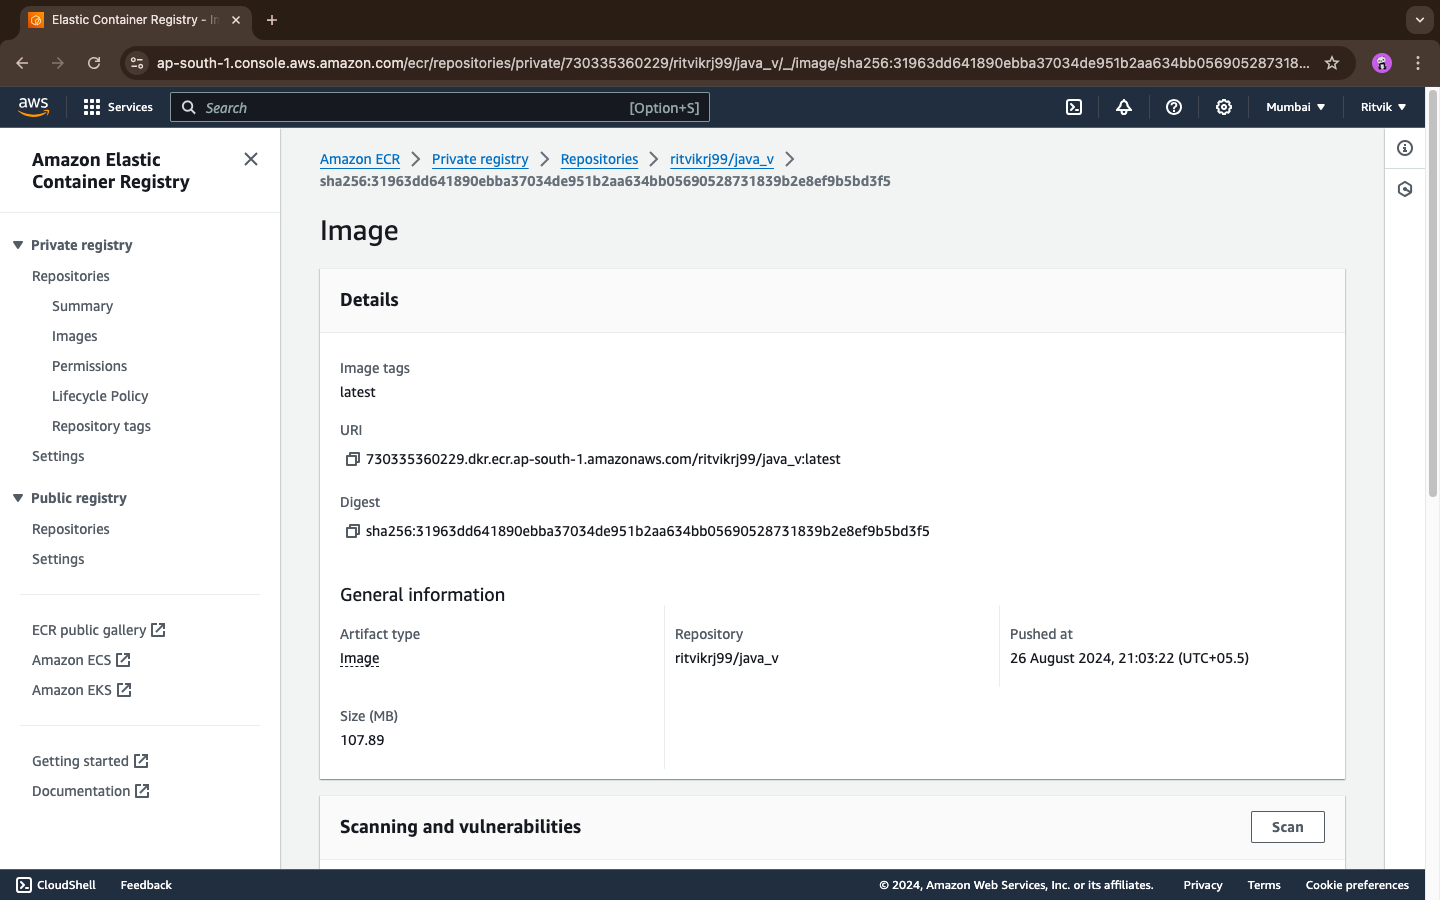 Elastic Container Registry - In
ap-south-1.console.aws.amazon.com/ecr/repositories/private/730335360229/ritvikrj99/java_v/_/image/sha256:31963dd641890ebba37034de951b2aa634bb056905287318...
aws
Services
Search
[Option+S]
Mumbai
Ritvik
Amazon Elastic
Container Registry
Private registry
Repositories
Summary
Images
Permissions
Lifecycle Policy
Repository tags
Settings
Public registry
Repositories
Settings
ECR public gallery
Amazon ECS
Amazon EKS
Getting started
Documentation
Amazon ECR > Private registry > Repositories > ritvikrj99/java_v >
sha256:31963dd641890ebba37034de951b2aa634bb05690528731839b2e8ef9b5bd3f5
Image
Details
Image tags
latest
URI
730335360229.dkr.ecr.ap-south-1.amazonaws.com/ritvikrj99/java_v:latest
Digest
sha256:31963dd641890ebba37034de951b2aa634bb05690528731839b2e8ef9b5bd3f5
General information
Artifact type
Image
Repository
ritvikrj99/java_v
Pushed at
26 August 2024, 21:03:22 (UTC+05.5)
Size (MB)
107.89
Scanning and vulnerabilities
Scan
CloudShell
Feedback
© 2024, Amazon Web Services, Inc. or its affiliates.
Privacy
Terms
Cookie preferences